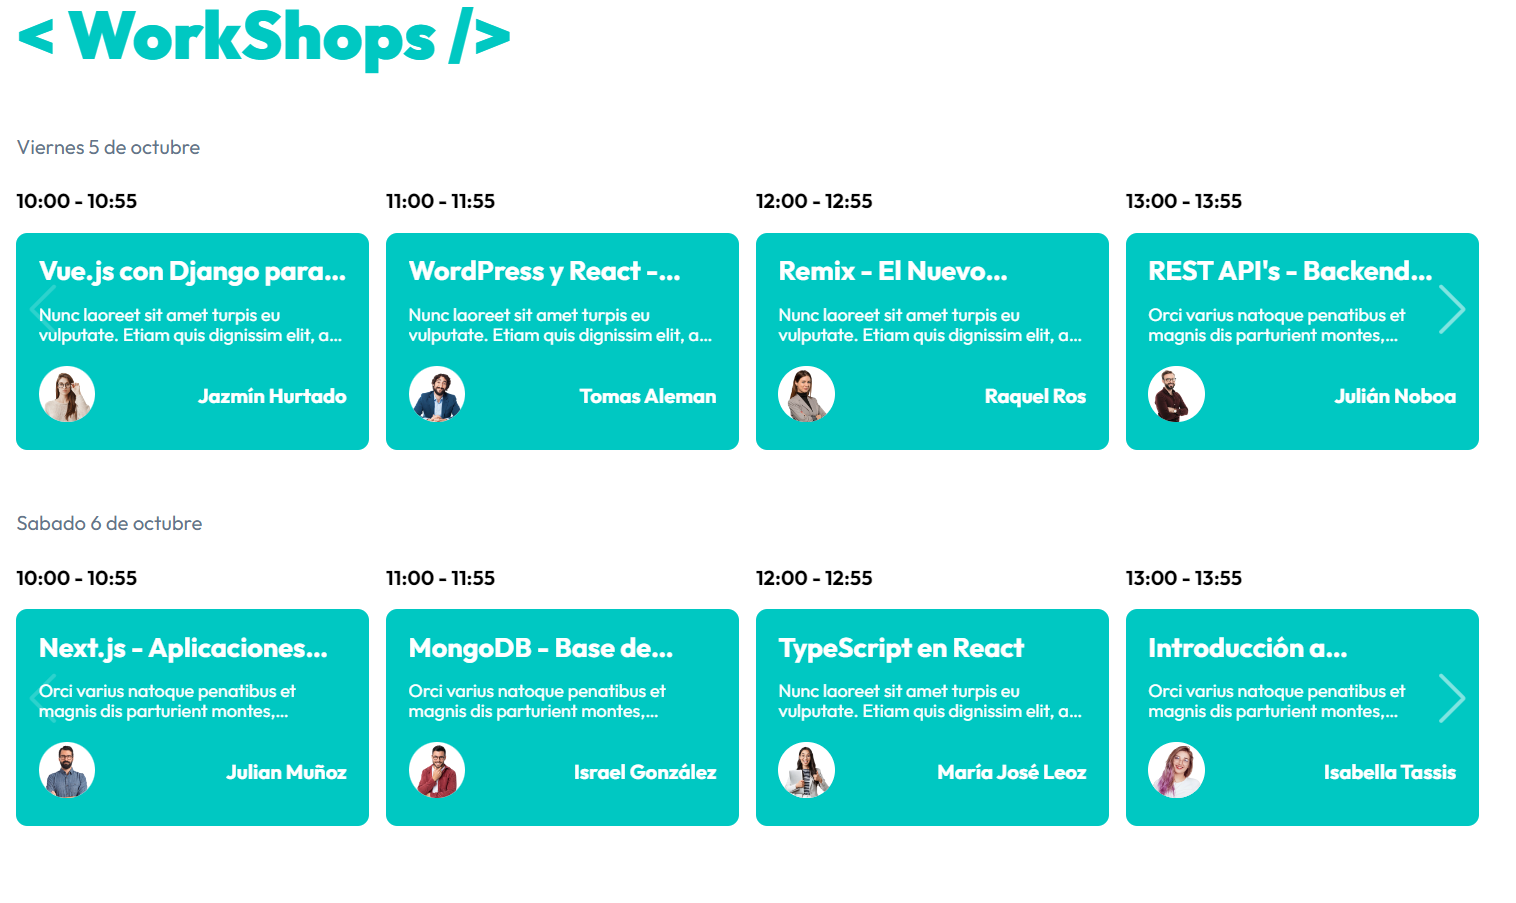 < WorkShops />
Viernes 5 de octubre
10:00 - 10:55
11:00 - 11:55
12:00 - 12:55
13:00 - 13:55
Vue.js con Django para...
Nunc laoreet sit amet turpis eu
vulputate. Etiam quis dignissim elit, a...
Jazmín Hurtado
WordPress y React -...
Nunc laoreet sit amet turpis eu
vulputate. Etiam quis dignissim elit, a...
Tomas Aleman
Remix - El Nuevo...
Nunc laoreet sit amet turpis eu
vulputate. Etiam quis dignissim elit, a...
Raquel Ros
REST API's - Backend...
Orci varius natoque penatibus et
magnis dis parturient montes,...
Julián Noboa
Sabado 6 de octubre
10:00 - 10:55
11:00 - 11:55
12:00 - 12:55
13:00 - 13:55
Next.js - Aplicaciones...
Orci varius natoque penatibus et
magnis dis parturient montes,...
Julian Muñoz
MongoDB - Base de...
Orci varius natoque penatibus et
magnis dis parturient montes,...
Israel González
TypeScript en React
Nunc laoreet sit amet turpis eu
vulputate. Etiam quis dignissim elit, a...
María José Leoz
Introducción a...
Orci varius natoque penatibus et
magnis dis parturient montes,...
Isabella Tassis